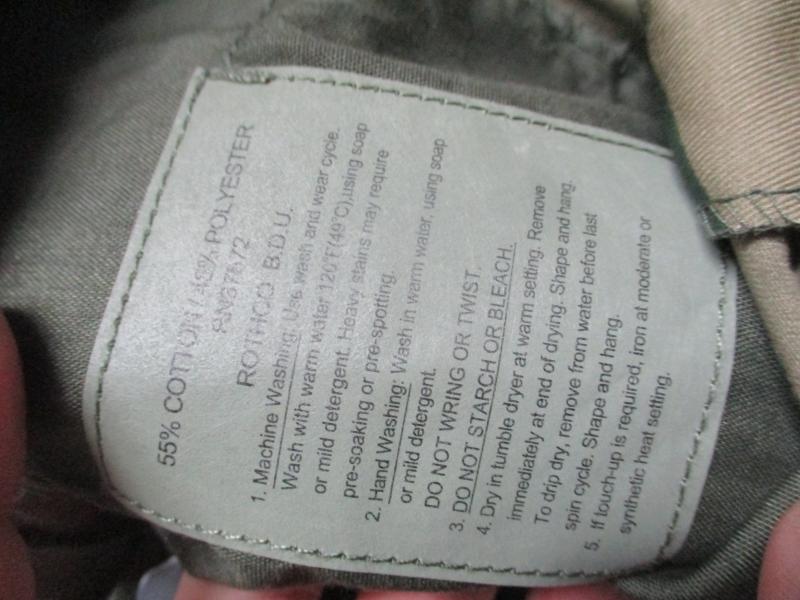 55% COTTON / POLYESTER
ROTHCO B.D.U.
1. Machine Washing: Use wash and wear cycle.
Wash with warm water 120°F(49°C),using soap
or mild detergent. Heavy stains may require
pre-soaking or pre-spotting.
2. Hand Washing: Wash in warm water, using soap
or mild detergent.
DO NOT WRING OR TWIST.
3. DO NOT STARCH OR BLEACH.
4. Dry in tumble dryer at warm setting. Remove
immediately at end of drying. Shape and hang.
To drip dry, remove from water before last
spin cycle. Shape and hang.
5. If touch-up is required, iron at moderate or
synthetic heat setting.